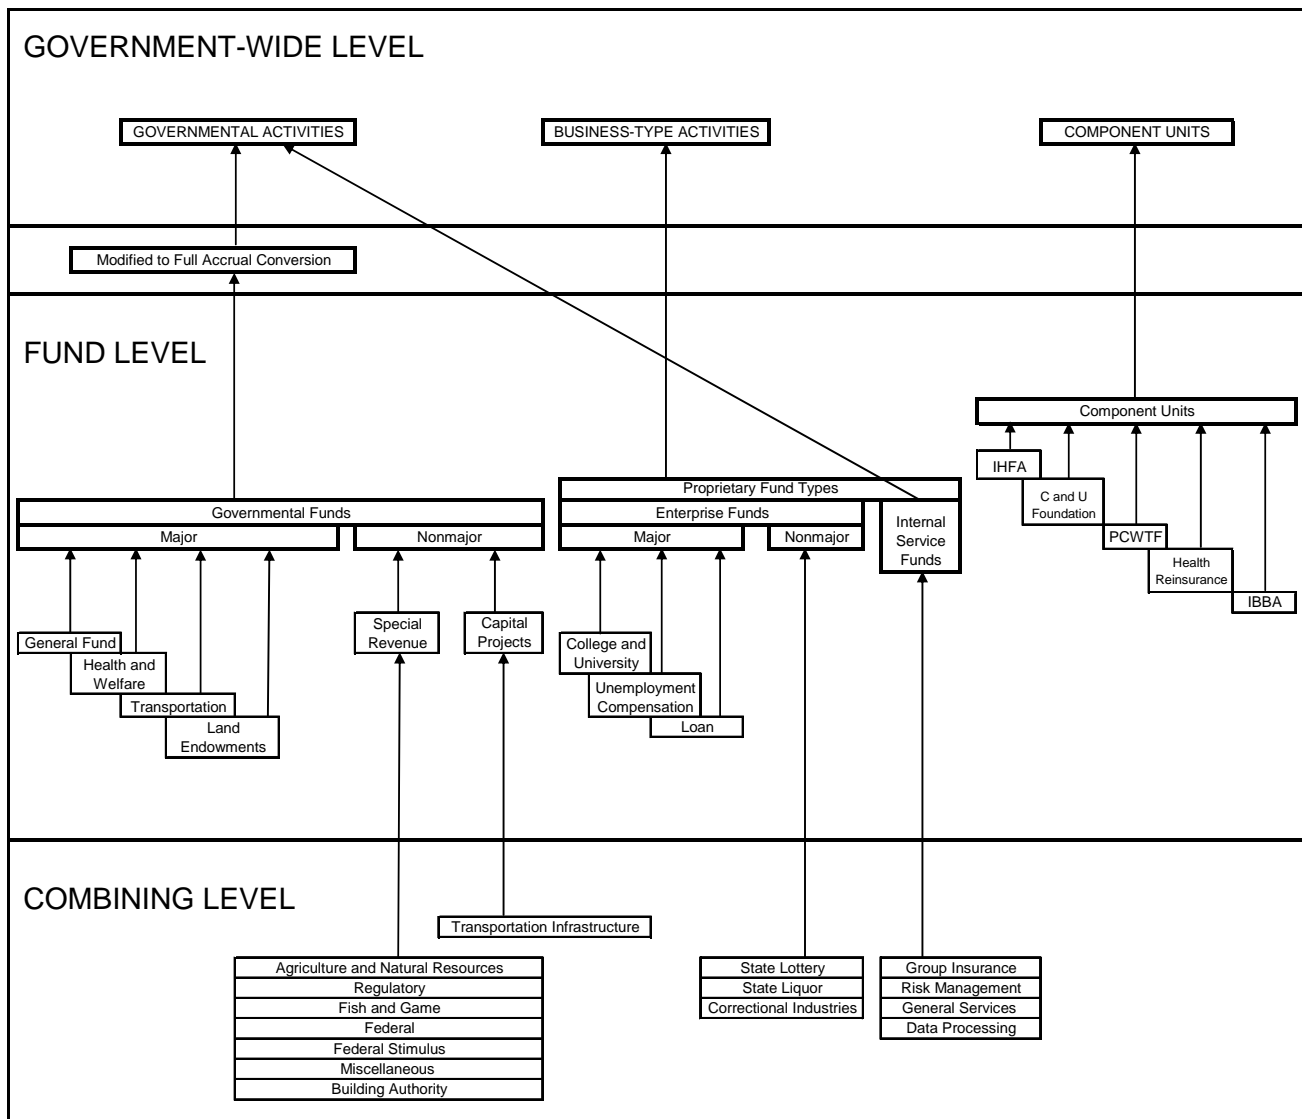 GOVERNMENT-WIDE LEVEL
GOVERNMENTAL ACTIVITIES
BUSINESS-TYPE ACTIVITIES
COMPONENT UNITS
Modified to Full Accrual Conversion
FUND LEVEL
Component Units
IHFA
C and U
Foundation
PCWTF
Health
Reinsurance
IBBA
Proprietary Fund Types
Governmental Funds
Enterprise Funds
Internal
Service
Funds
Major
Nonmajor
Major
Nonmajor
Special
Revenue
Capital
Projects
General Fund
Health and
Welfare
Transportation
Land
Endowments
College and
University
Unemployment
Compensation
Loan
COMBINING LEVEL
Transportation Infrastructure
Agriculture and Natural Resources
Regulatory
Fish and Game
Federal
Federal Stimulus
Miscellaneous
Building Authority
State Lottery
State Liquor
Correctional Industries
Group Insurance
Risk Management
General Services
Data Processing